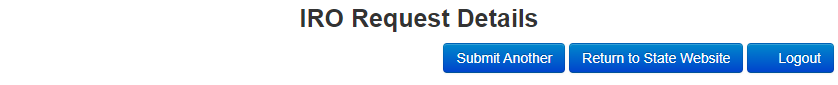 IRO Request Details
Submit Another Return to State Website Logout